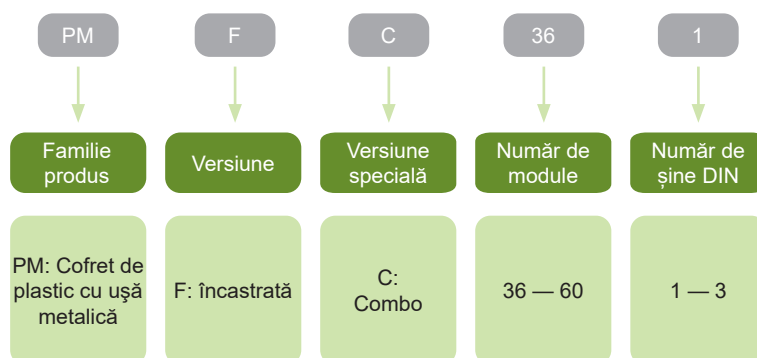 PM F C 36 1
Familie
produs
Versiune
Versiune
specială
Număr de
module
Număr de
șine DIN
PM: Cofret de
plastic cu uşă
metalică
F: încastrată
C:
Combo
36 — 60
1 — 3